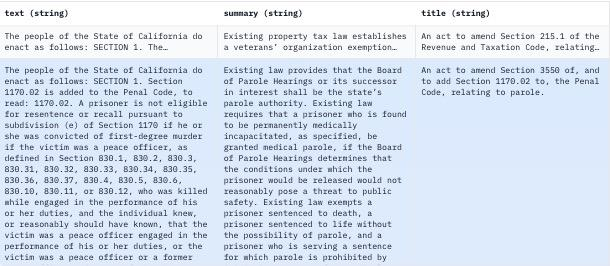 text (string)
summary (string)
title (string)
The people of the State of California do
enact as follows: SECTION 1. The…
Existing property tax law establishes
a veterans' organization exemption…
An act to amend Section 215.1 of the
Revenue and Taxation Code, relating…
The people of the State of California do
enact as follows: SECTION 1. Section
1170.02 is added to the Penal Code, to
read: 1170.02. A prisoner is not eligible
for resentence or recall pursuant to
subdivision (e) of Section 1170 if he or
she was convicted of first-degree murder
if the victim was a peace officer, as
defined in Section 830.1, 830.2, 830.3,
830.31, 830.32, 830.33, 830.34, 830.35,
830.36, 830.37, 830.4, 830.5, 830.6,
830.10, 830.11, or 830.12, who was killed
while engaged in the performance of his
or her duties, and the individual knew,
or reasonably should have known, that the
victim was a peace officer engaged in the
performance of his or her duties, or the
victim was a peace officer or a former
Existing law provides that the Board
of Parole Hearings or its successor
in interest shall be the state's
parole authority. Existing law
requires that a prisoner who is found
to be permanently medically
incapacitated, as specified, be
granted medical parole, if the Board
of Parole Hearings determines that
the conditions under which the
prisoner would be released would not
reasonably pose a threat to public
safety. Existing law exempts a
prisoner sentenced to death, a
prisoner sentenced to life without
the possibility of parole, and a
prisoner who is serving a sentence
for which parole is prohibited by
An act to amend Section 3550 of, and
to add Section 1170.02 to, the Penal
Code, relating to parole.